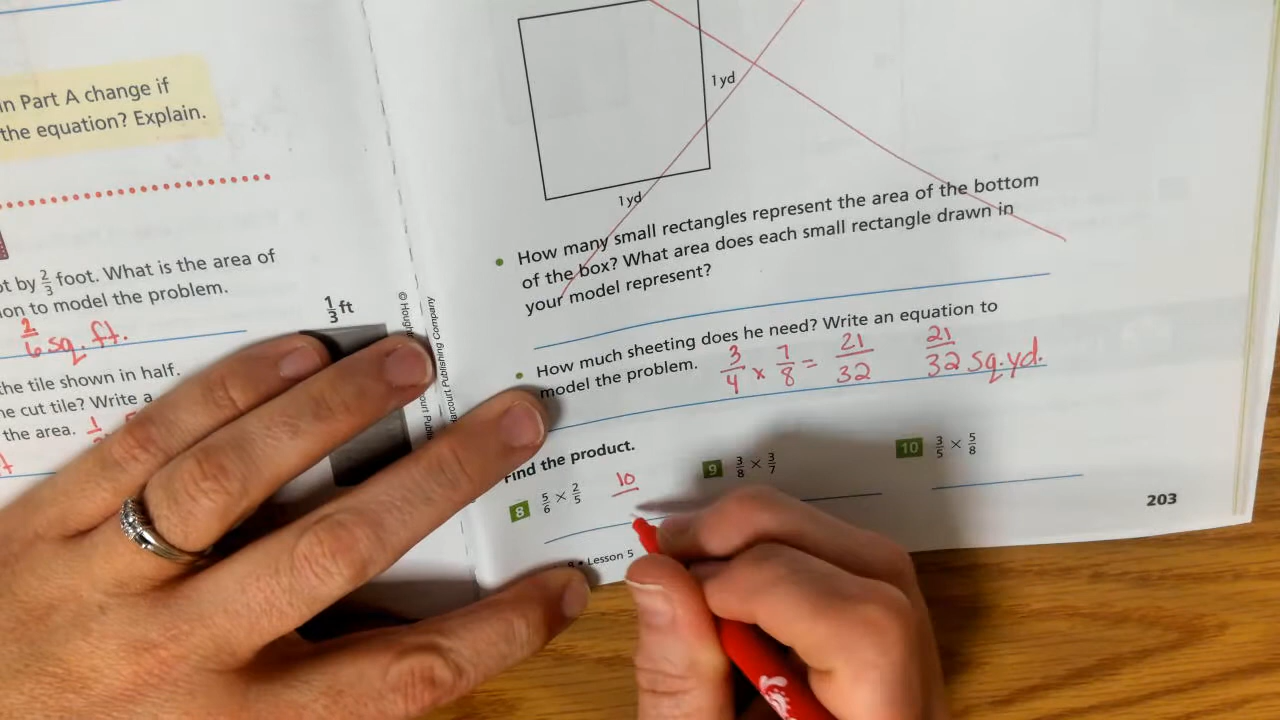 in Part A change if
the equation? Explain.
by 2/3 foot. What is the area of
to model the problem.
2/6 sq. ft.
1/3 ft
the tile shown in half.
cut tile? Write a
the area. 1
1 yd
1 yd
• How many small rectangles represent the area of the bottom
of the box? What area does each small rectangle drawn in
your model represent?
• How much sheeting does he need? Write an equation to
model the problem. 3/4 x 7/8 = 21/32 21/32 sq.yd.
Find the product.
8 5/6 × 2/5 10
9 3/8 × 3/7
10 3/5 × 5/8
• Lesson 5
203
©
Harcourt Publishing Company